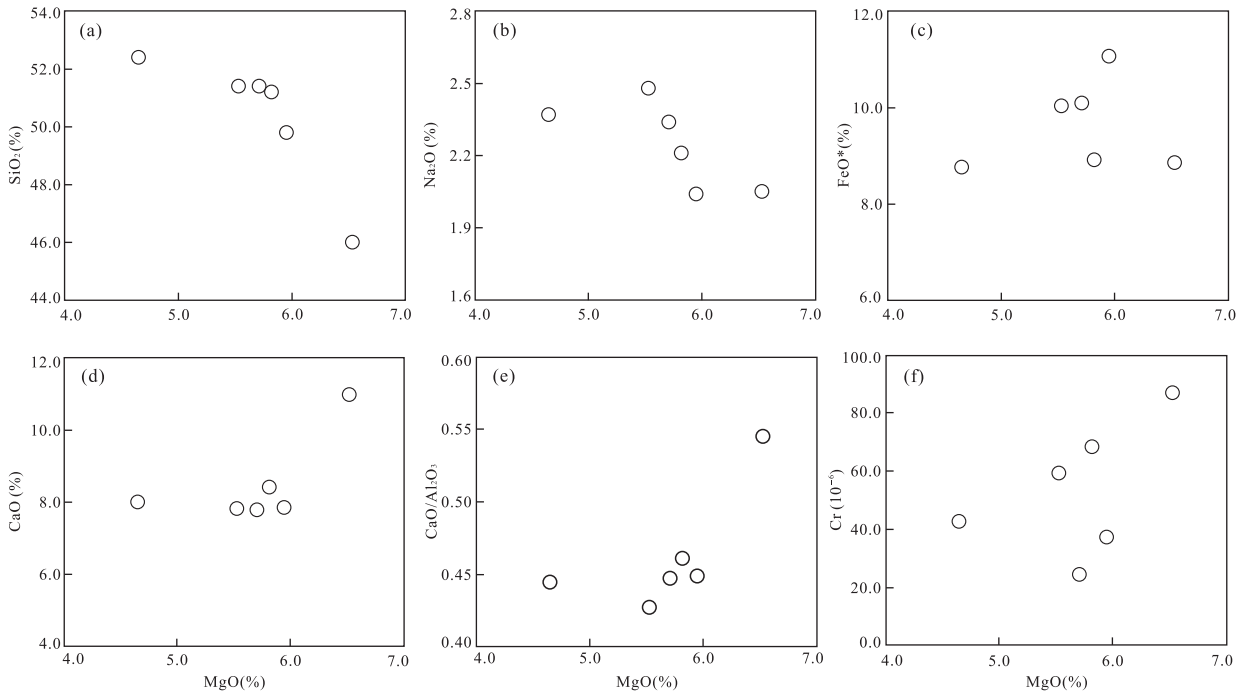 (a)
54.0
52.0
50.0
48.0
46.0
44.0
SiO₂(%)
4.0 5.0 6.0 7.0
(b)
2.8
2.5
2.2
1.9
1.6
Na₂O (%)
4.0 5.0 6.0 7.0
(c)
12.0
10.0
8.0
6.0
FeO*(%)
4.0 5.0 6.0 7.0
(d)
12.0
10.0
8.0
6.0
4.0
CaO (%)
4.0 5.0 6.0 7.0
MgO(%)
(e)
0.60
0.55
0.50
0.45
0.40
CaO/Al₂O₃
4.0 5.0 6.0 7.0
MgO(%)
(f)
100.0
80.0
60.0
40.0
20.0
0.0
Cr (10⁻⁶)
4.0 5.0 6.0 7.0
MgO(%)